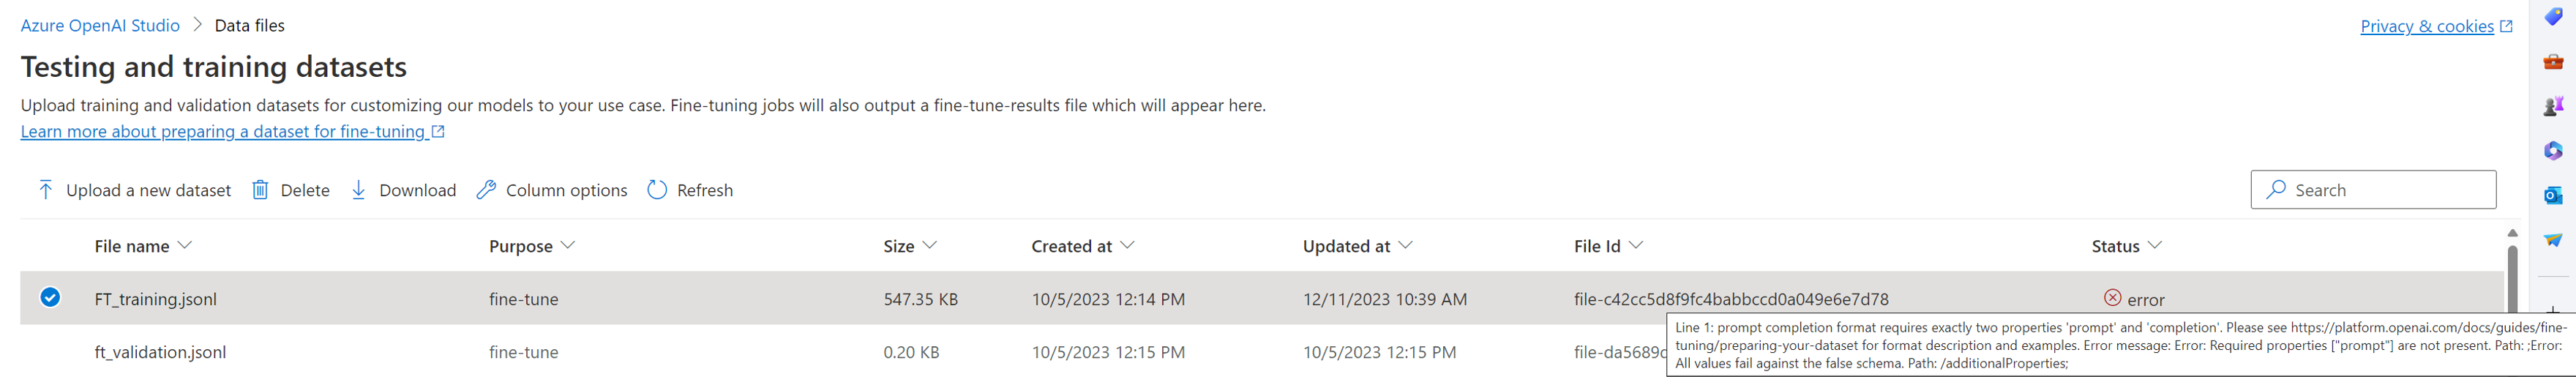 Azure OpenAI Studio > Data files
Privacy & cookies
Testing and training datasets
Upload training and validation datasets for customizing our models to your use case. Fine-tuning jobs will also output a fine-tune-results file which will appear here.
Learn more about preparing a dataset for fine-tuning
Upload a new dataset Delete Download Column options Refresh Search
File name Purpose Size Created at Updated at File Id Status
FT_training.jsonl fine-tune 547.35 KB 10/5/2023 12:14 PM 12/11/2023 10:39 AM file-c42cc5d8f9fc4babbccd0a049e6e7d78 error
ft_validation.jsonl fine-tune 0.20 KB 10/5/2023 12:15 PM 10/5/2023 12:15 PM file-da5689c
Line 1: prompt completion format requires exactly two properties 'prompt' and 'completion'. Please see https://platform.openai.com/docs/guides/fine-
tuning/preparing-your-dataset for format description and examples. Error message: Error: Required properties ["prompt"] are not present. Path: ;Error:
All values fail against the false schema. Path: /additionalProperties;